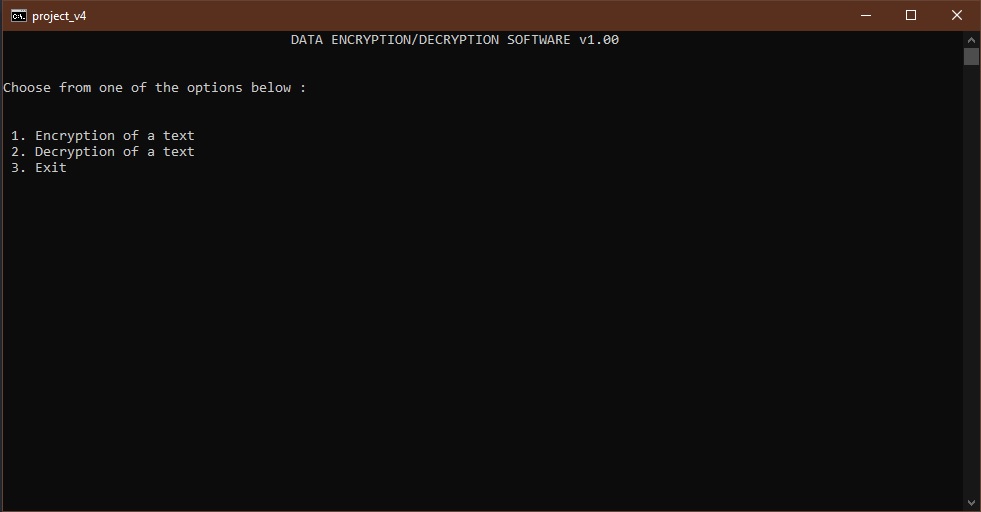 project_v4
DATA ENCRYPTION/DECRYPTION SOFTWARE v1.00
Choose from one of the options below :
1. Encryption of a text
2. Decryption of a text
3. Exit